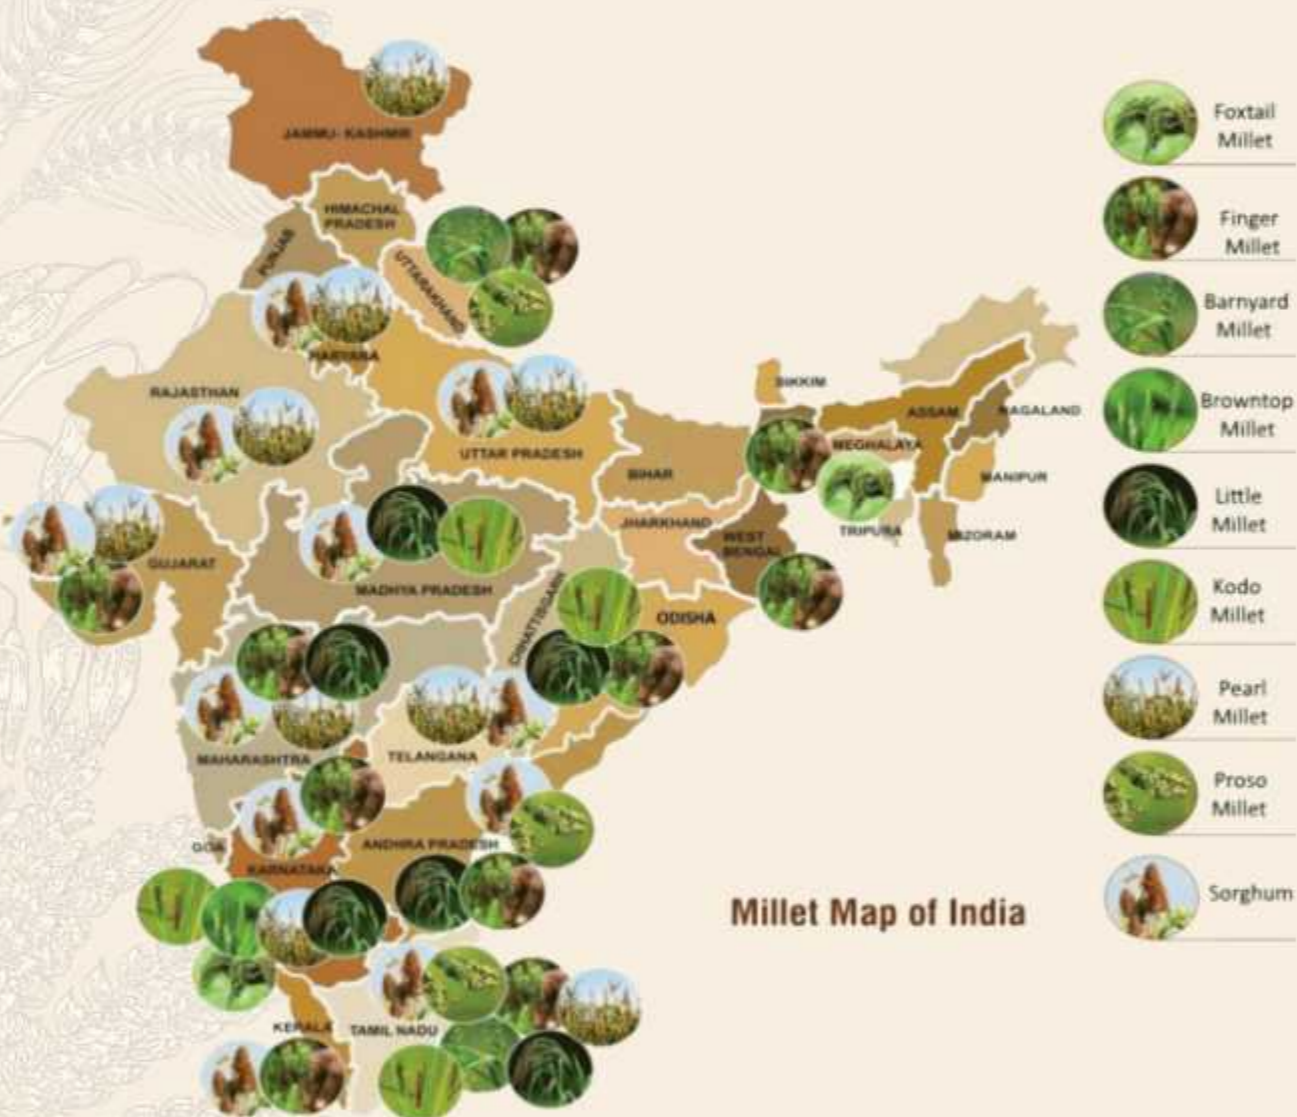 JAMMU- KASHMIR
HIMACHAL
PRADESH
PUNJAB
UTTARAKHAND
HARYANA
RAJASTHAN
UTTAR PRADESH
BIHAR
SIKKIM
ASSAM
NAGALAND
MEGHALAYA
MANIPUR
TRIPURA
MIZORAM
JHARKHAND
WEST
BENGAL
GUJARAT
MADHYA PRADESH
CHHATTISGARH
ODISHA
MAHARASHTRA
TELANGANA
GOA
ANDHRA PRADESH
KARNATAKA
KERALA
TAMIL NADU
Millet Map of India
Foxtail
Millet
Finger
Millet
Barnyard
Millet
Browntop
Millet
Little
Millet
Kodo
Millet
Pearl
Millet
Proso
Millet
Sorghum